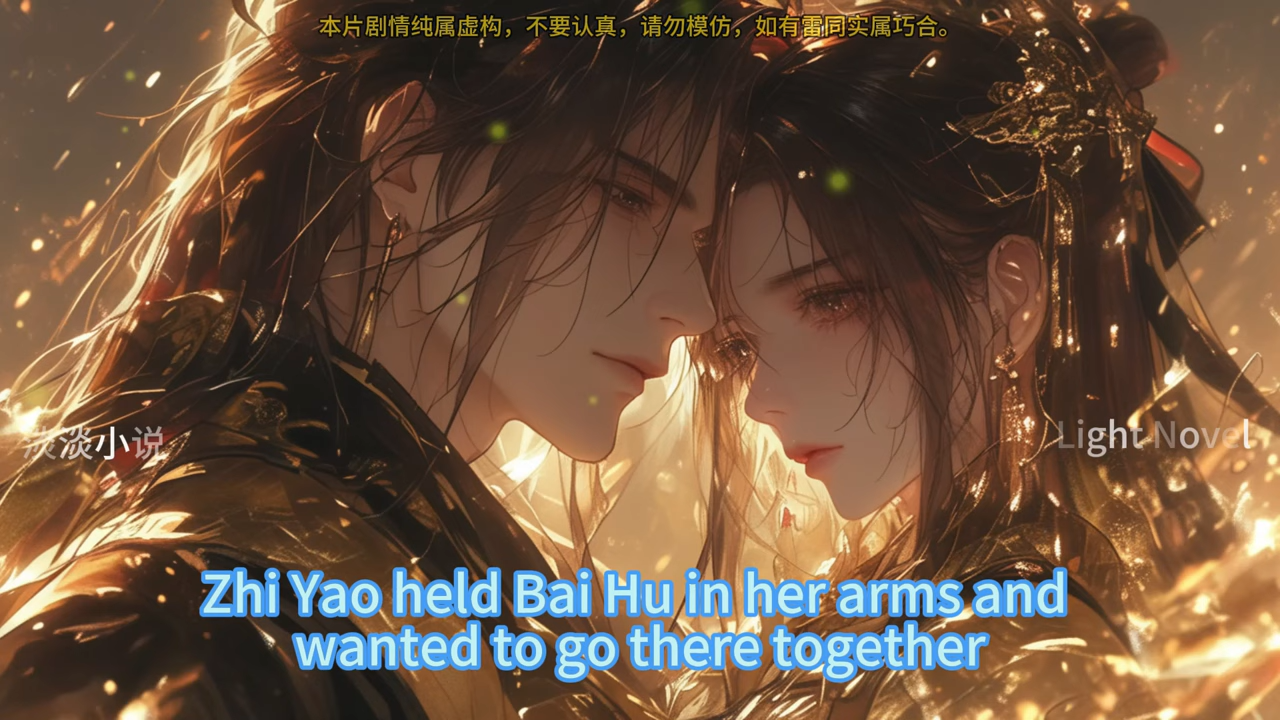 本片剧情纯属虚构，不要认真，请勿模仿，如有雷同实属巧合。
淡淡小说
Light Novel
Zhi Yao held Bai Hu in her arms and
wanted to go there together